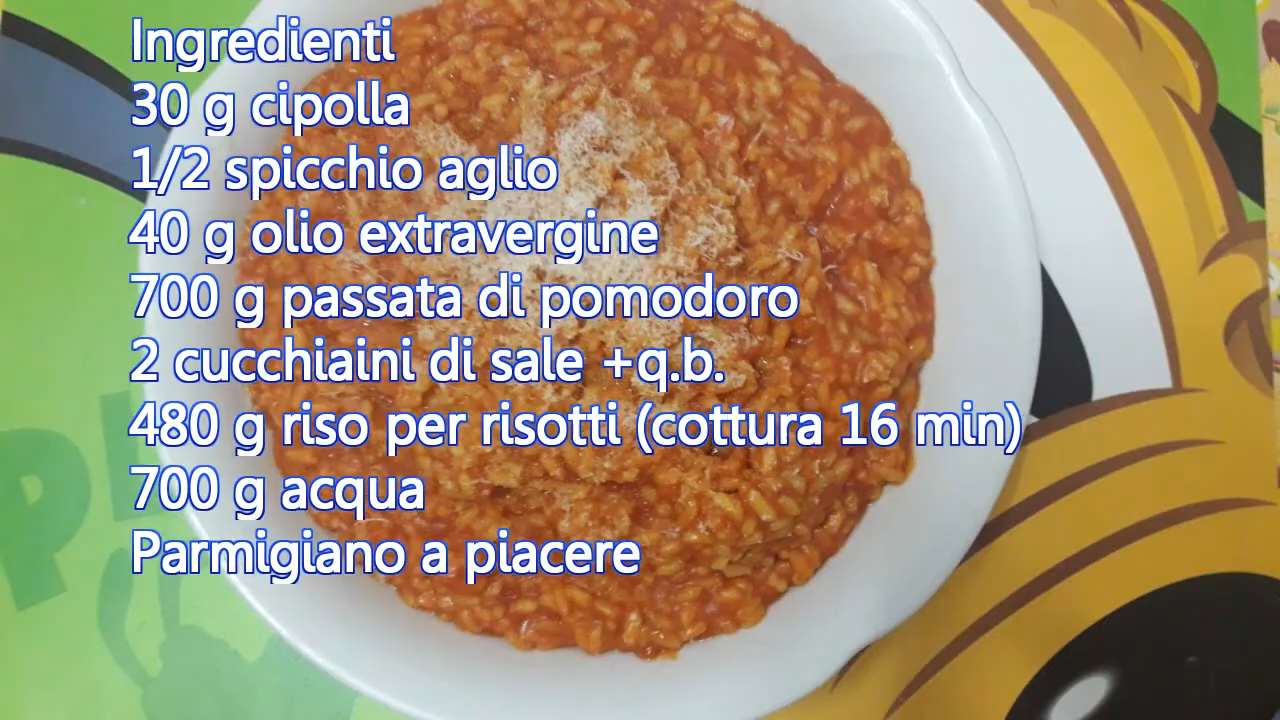 Ingredienti
30 g cipolla
1/2 spicchio aglio
40 g olio extravergine
700 g passata di pomodoro
2 cucchiaini di sale +q.b.
480 g riso per risotti (cottura 16 min)
700 g acqua
Parmigiano a piacere